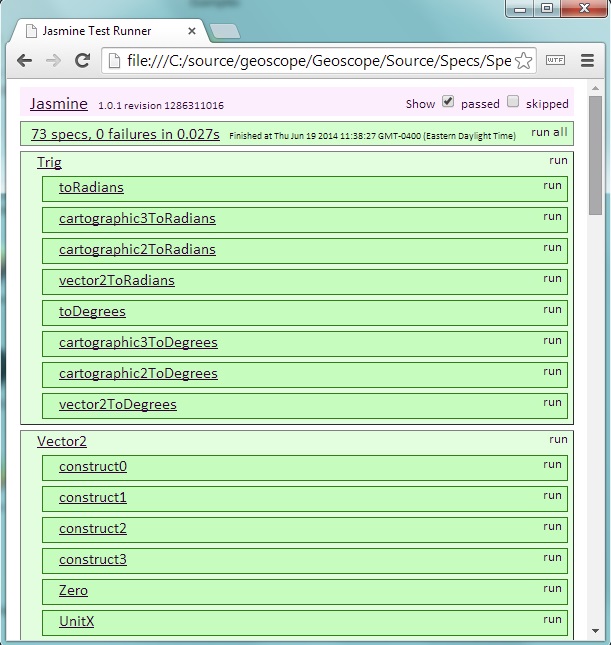 Jasmine Test Runner
file:///C:/source/geoscope/Geoscope/Source/Specs/Spe
WTF
Jasmine 1.0.1 revision 1286311016 Show passed skipped
73 specs, 0 failures in 0.027s Finished at Thu Jun 19 2014 11:38:27 GMT-0400 (Eastern Daylight Time) run all
Trig run
toRadians run
cartographic3ToRadians run
cartographic2ToRadians run
vector2ToRadians run
toDegrees run
cartographic3ToDegrees run
cartographic2ToDegrees run
vector2ToDegrees run
Vector2 run
construct0 run
construct1 run
construct2 run
construct3 run
Zero run
UnitX run